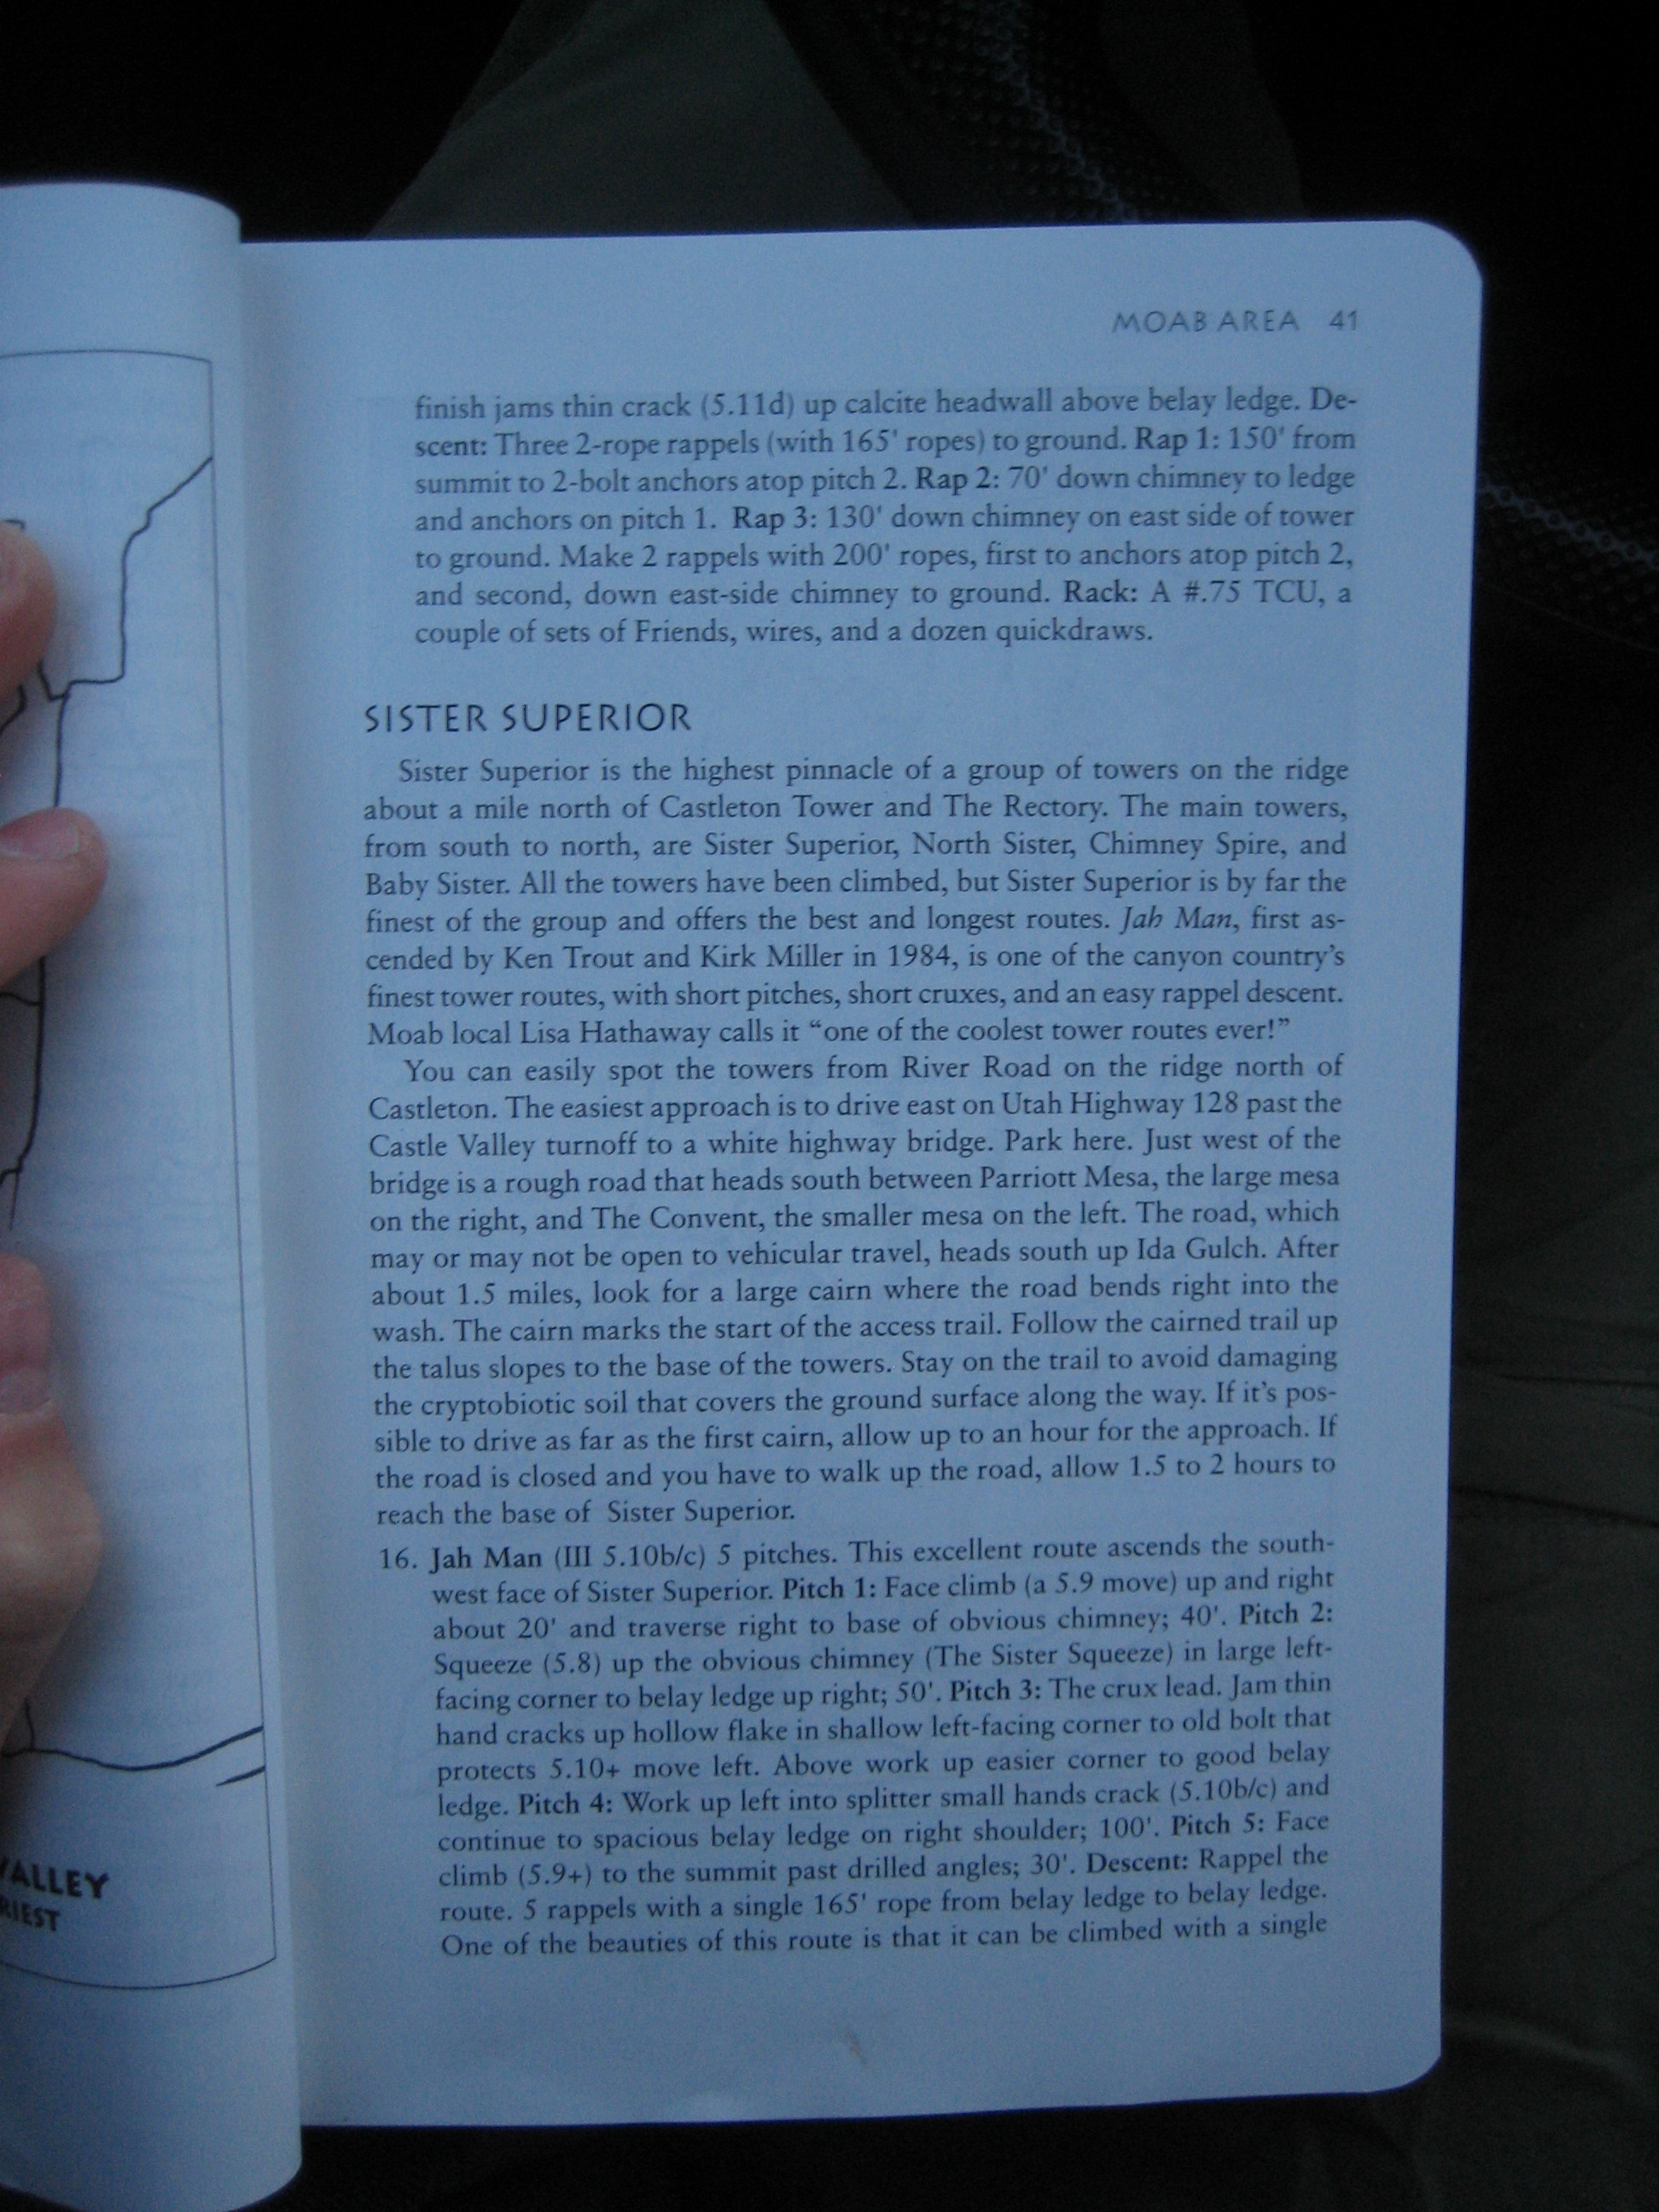 MOAB AREA 41
finish jams thin crack (5.11d) up calcite headwall above belay ledge. De-
scent: Three 2-rope rappels (with 165' ropes) to ground. Rap 1: 150' from
summit to 2-bolt anchors atop pitch 2. Rap 2: 70' down chimney to ledge
and anchors on pitch 1. Rap 3: 130' down chimney on east side of tower
to ground. Make 2 rappels with 200' ropes, first to anchors atop pitch 2,
and second, down east-side chimney to ground. Rack: A #.75 TCU, a
couple of sets of Friends, wires, and a dozen quickdraws.
SISTER SUPERIOR
Sister Superior is the highest pinnacle of a group of towers on the ridge
about a mile north of Castleton Tower and The Rectory. The main towers,
from south to north, are Sister Superior, North Sister, Chimney Spire, and
Baby Sister. All the towers have been climbed, but Sister Superior is by far the
finest of the group and offers the best and longest routes. Jah Man, first as-
cended by Ken Trout and Kirk Miller in 1984, is one of the canyon country's
finest tower routes, with short pitches, short cruxes, and an easy rappel descent.
Moab local Lisa Hathaway calls it “one of the coolest tower routes ever!”
You can easily spot the towers from River Road on the ridge north of
Castleton. The easiest approach is to drive east on Utah Highway 128 past the
Castle Valley turnoff to a white highway bridge. Park here. Just west of the
bridge is a rough road that heads south between Parriott Mesa, the large mesa
on the right, and The Convent, the smaller mesa on the left. The road, which
may or may not be open to vehicular travel, heads south up Ida Gulch. After
about 1.5 miles, look for a large cairn where the road bends right into the
wash. The cairn marks the start of the access trail. Follow the cairned trail up
the talus slopes to the base of the towers. Stay on the trail to avoid damaging
the cryptobiotic soil that covers the ground surface along the way. If it's pos-
sible to drive as far as the first cairn, allow up to an hour for the approach. If
the road is closed and you have to walk up the road, allow 1.5 to 2 hours to
reach the base of Sister Superior.
16. Jah Man (III 5.10b/c) 5 pitches. This excellent route ascends the south-
west face of Sister Superior. Pitch 1: Face climb (a 5.9 move) up and right
about 20' and traverse right to base of obvious chimney; 40'. Pitch 2:
Squeeze (5.8) up the obvious chimney (The Sister Squeeze) in large left-
facing corner to belay ledge up right; 50'. Pitch 3: The crux lead. Jam thin
hand cracks up hollow flake in shallow left-facing corner to old bolt that
protects 5.10+ move left. Above work up easier corner to good belay
ledge. Pitch 4: Work up left into splitter small hands crack (5.10b/c) and
continue to spacious belay ledge on right shoulder; 100'. Pitch 5: Face
climb (5.9+) to the summit past drilled angles; 30'. Descent: Rappel the
route. 5 rappels with a single 165' rope from belay ledge to belay ledge.
One of the beauties of this route is that it can be climbed with a single
VALLEY
RIEST